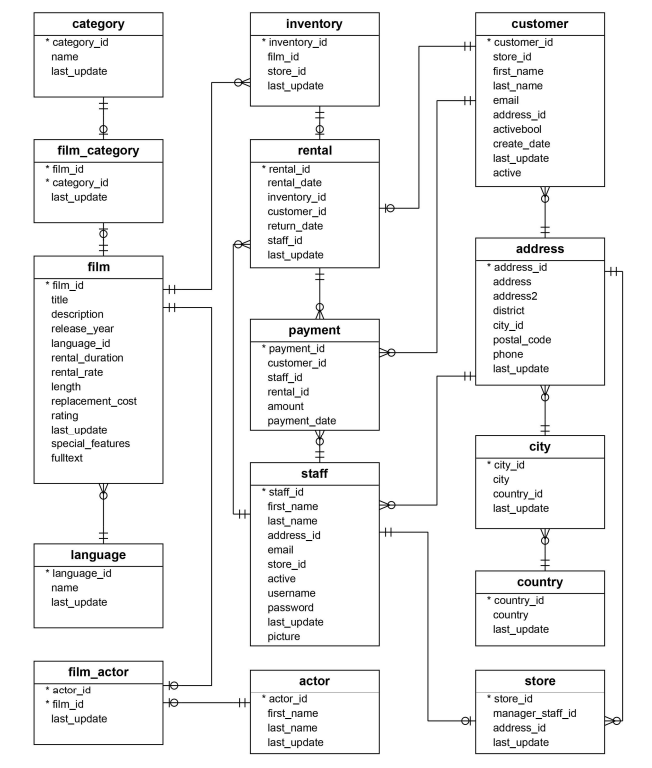 category
* category_id
name
last_update
film_category
* film_id
* category_id
last_update
film
* film_id
title
description
release_year
language_id
rental_duration
rental_rate
length
replacement_cost
rating
last_update
special_features
fulltext
language
* language_id
name
last_update
film_actor
* actor_id
* film_id
last_update
inventory
* inventory_id
film_id
store_id
last_update
rental
* rental_id
rental_date
inventory_id
customer_id
return_date
staff_id
last_update
payment
* payment_id
customer_id
staff_id
rental_id
amount
payment_date
staff
* staff_id
first_name
last_name
address_id
email
store_id
active
username
password
last_update
picture
actor
* actor_id
first_name
last_name
last_update
customer
* customer_id
store_id
first_name
last_name
email
address_id
activebool
create_date
last_update
active
address
* address_id
address
address2
district
city_id
postal_code
phone
last_update
city
* city_id
city
country_id
last_update
country
* country_id
country
last_update
store
* store_id
manager_staff_id
address_id
last_update